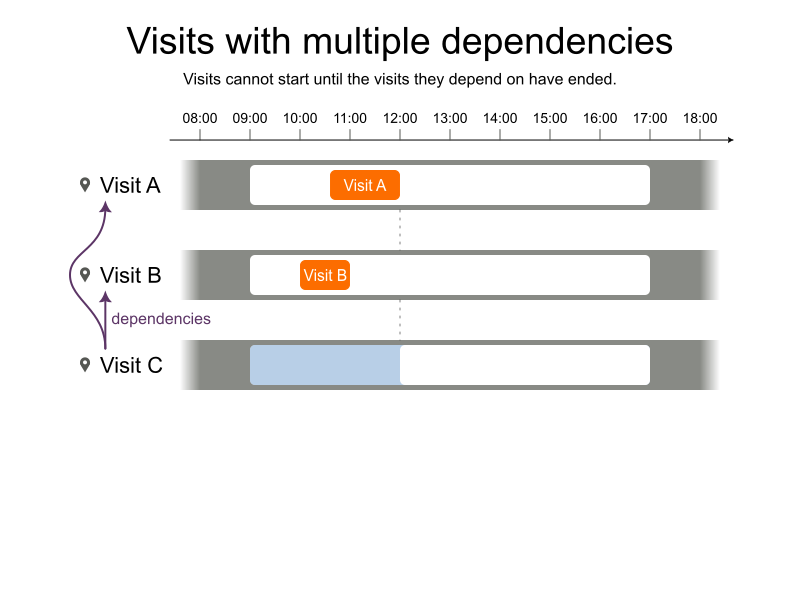 Visits with multiple dependencies
Visits cannot start until the visits they depend on have ended.
08:00 09:00 10:00 11:00 12:00 13:00 14:00 15:00 16:00 17:00 18:00
Visit A
Visit A
Visit B
Visit B
dependencies
Visit C